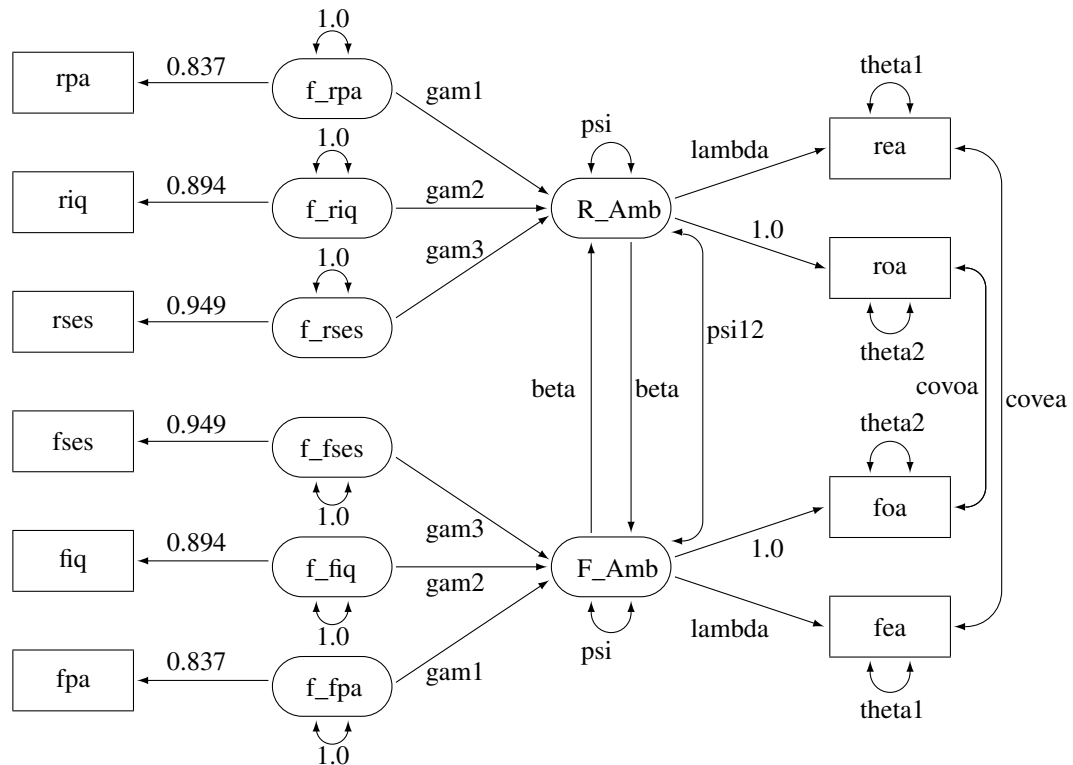 1.0
rpa
0.837
f_rpa
gam1
theta1
1.0
psi
lambda
rea
riq
0.894
f_riq
gam2
R_Amb
1.0
1.0
gam3
roa
rses
0.949
f_rses
psi12
theta2
beta
beta
covoa
covea
fses
0.949
f_fses
theta2
1.0
gam3
foa
fiq
0.894
f_fiq
gam2
F_Amb
1.0
1.0
lambda
fea
fpa
0.837
f_fpa
gam1
psi
theta1
1.0